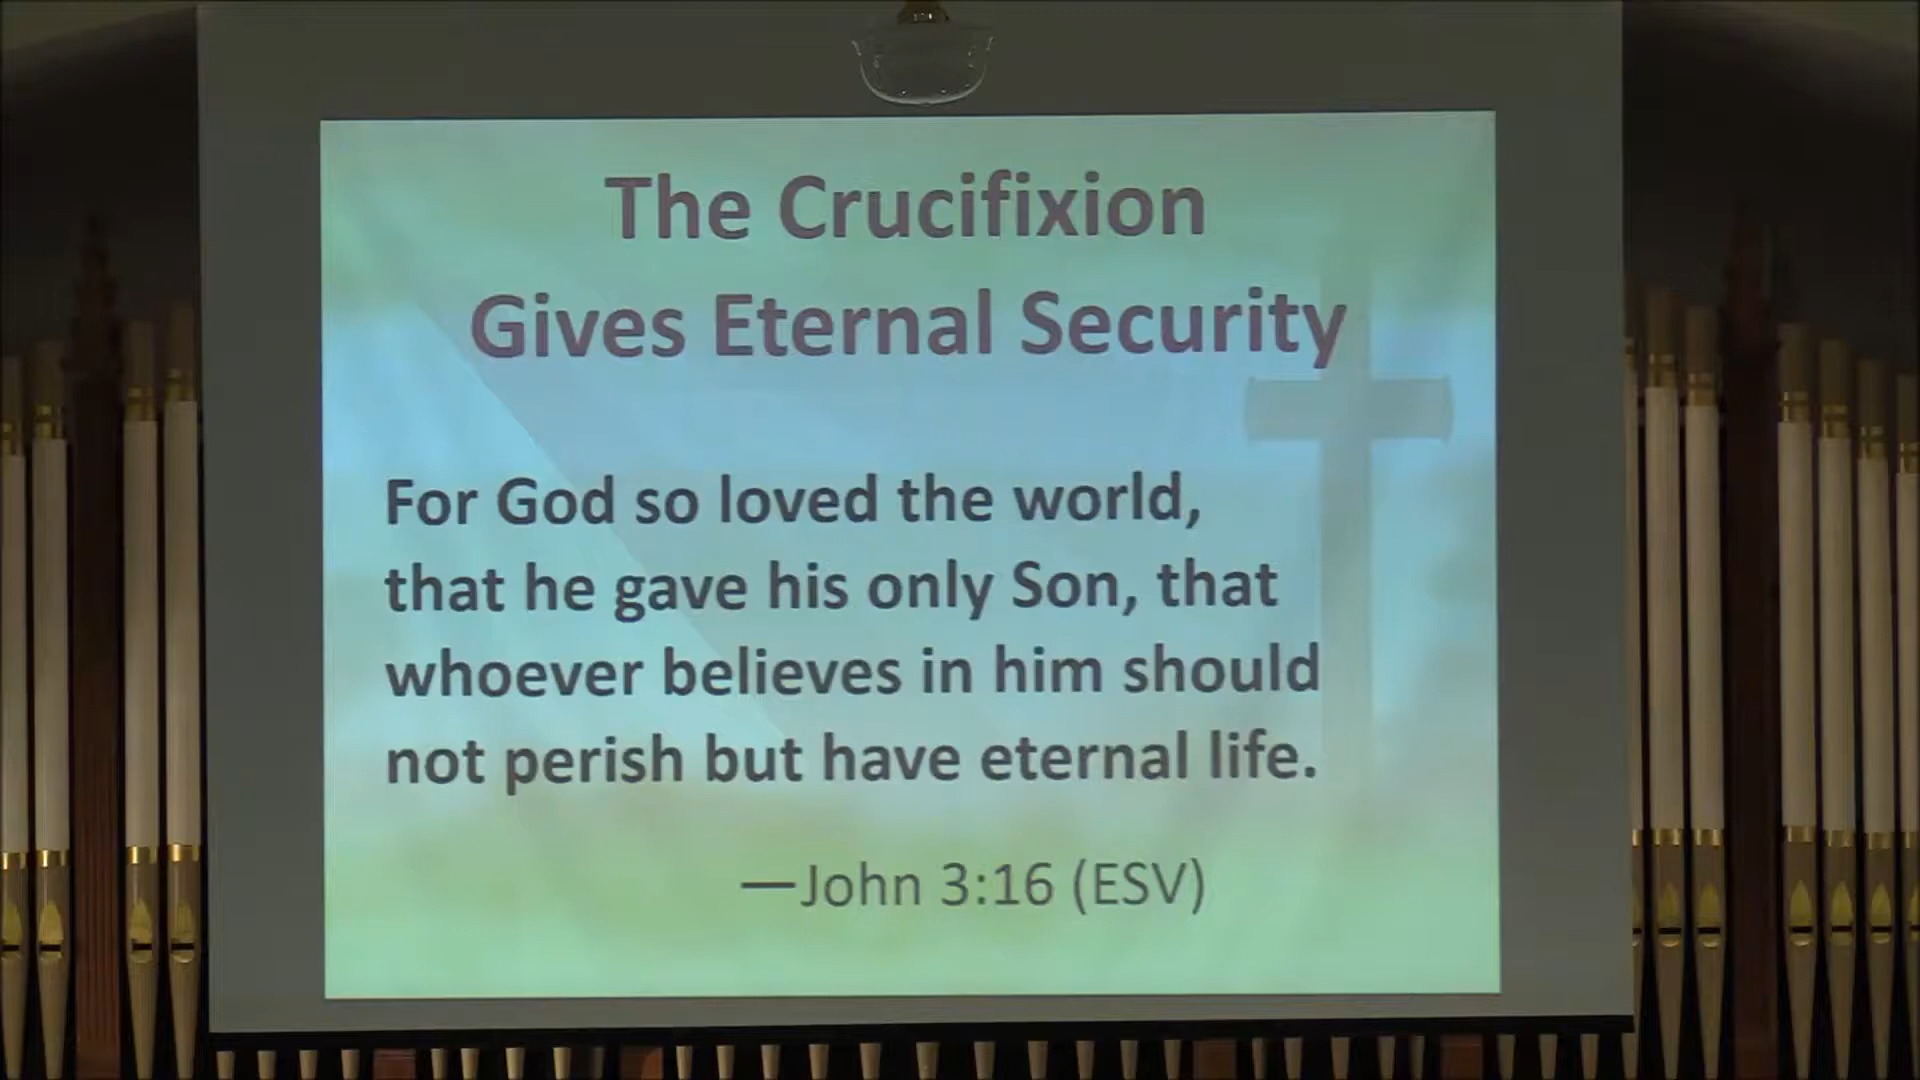 The Crucifixion
Gives Eternal Security
For God so loved the world,
that he gave his only Son, that
whoever believes in him should
not perish but have eternal life.
—John 3:16 (ESV)